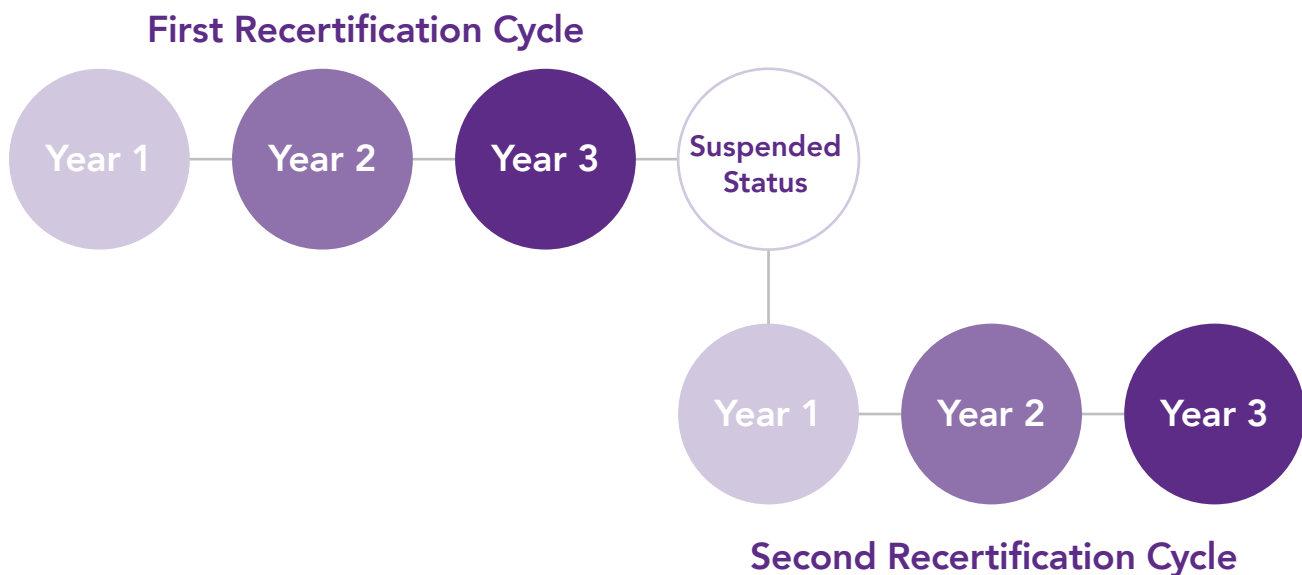 First Recertification Cycle
Year 1
Year 2
Year 3
Suspended
Status
Year 1
Year 2
Year 3
Second Recertification Cycle